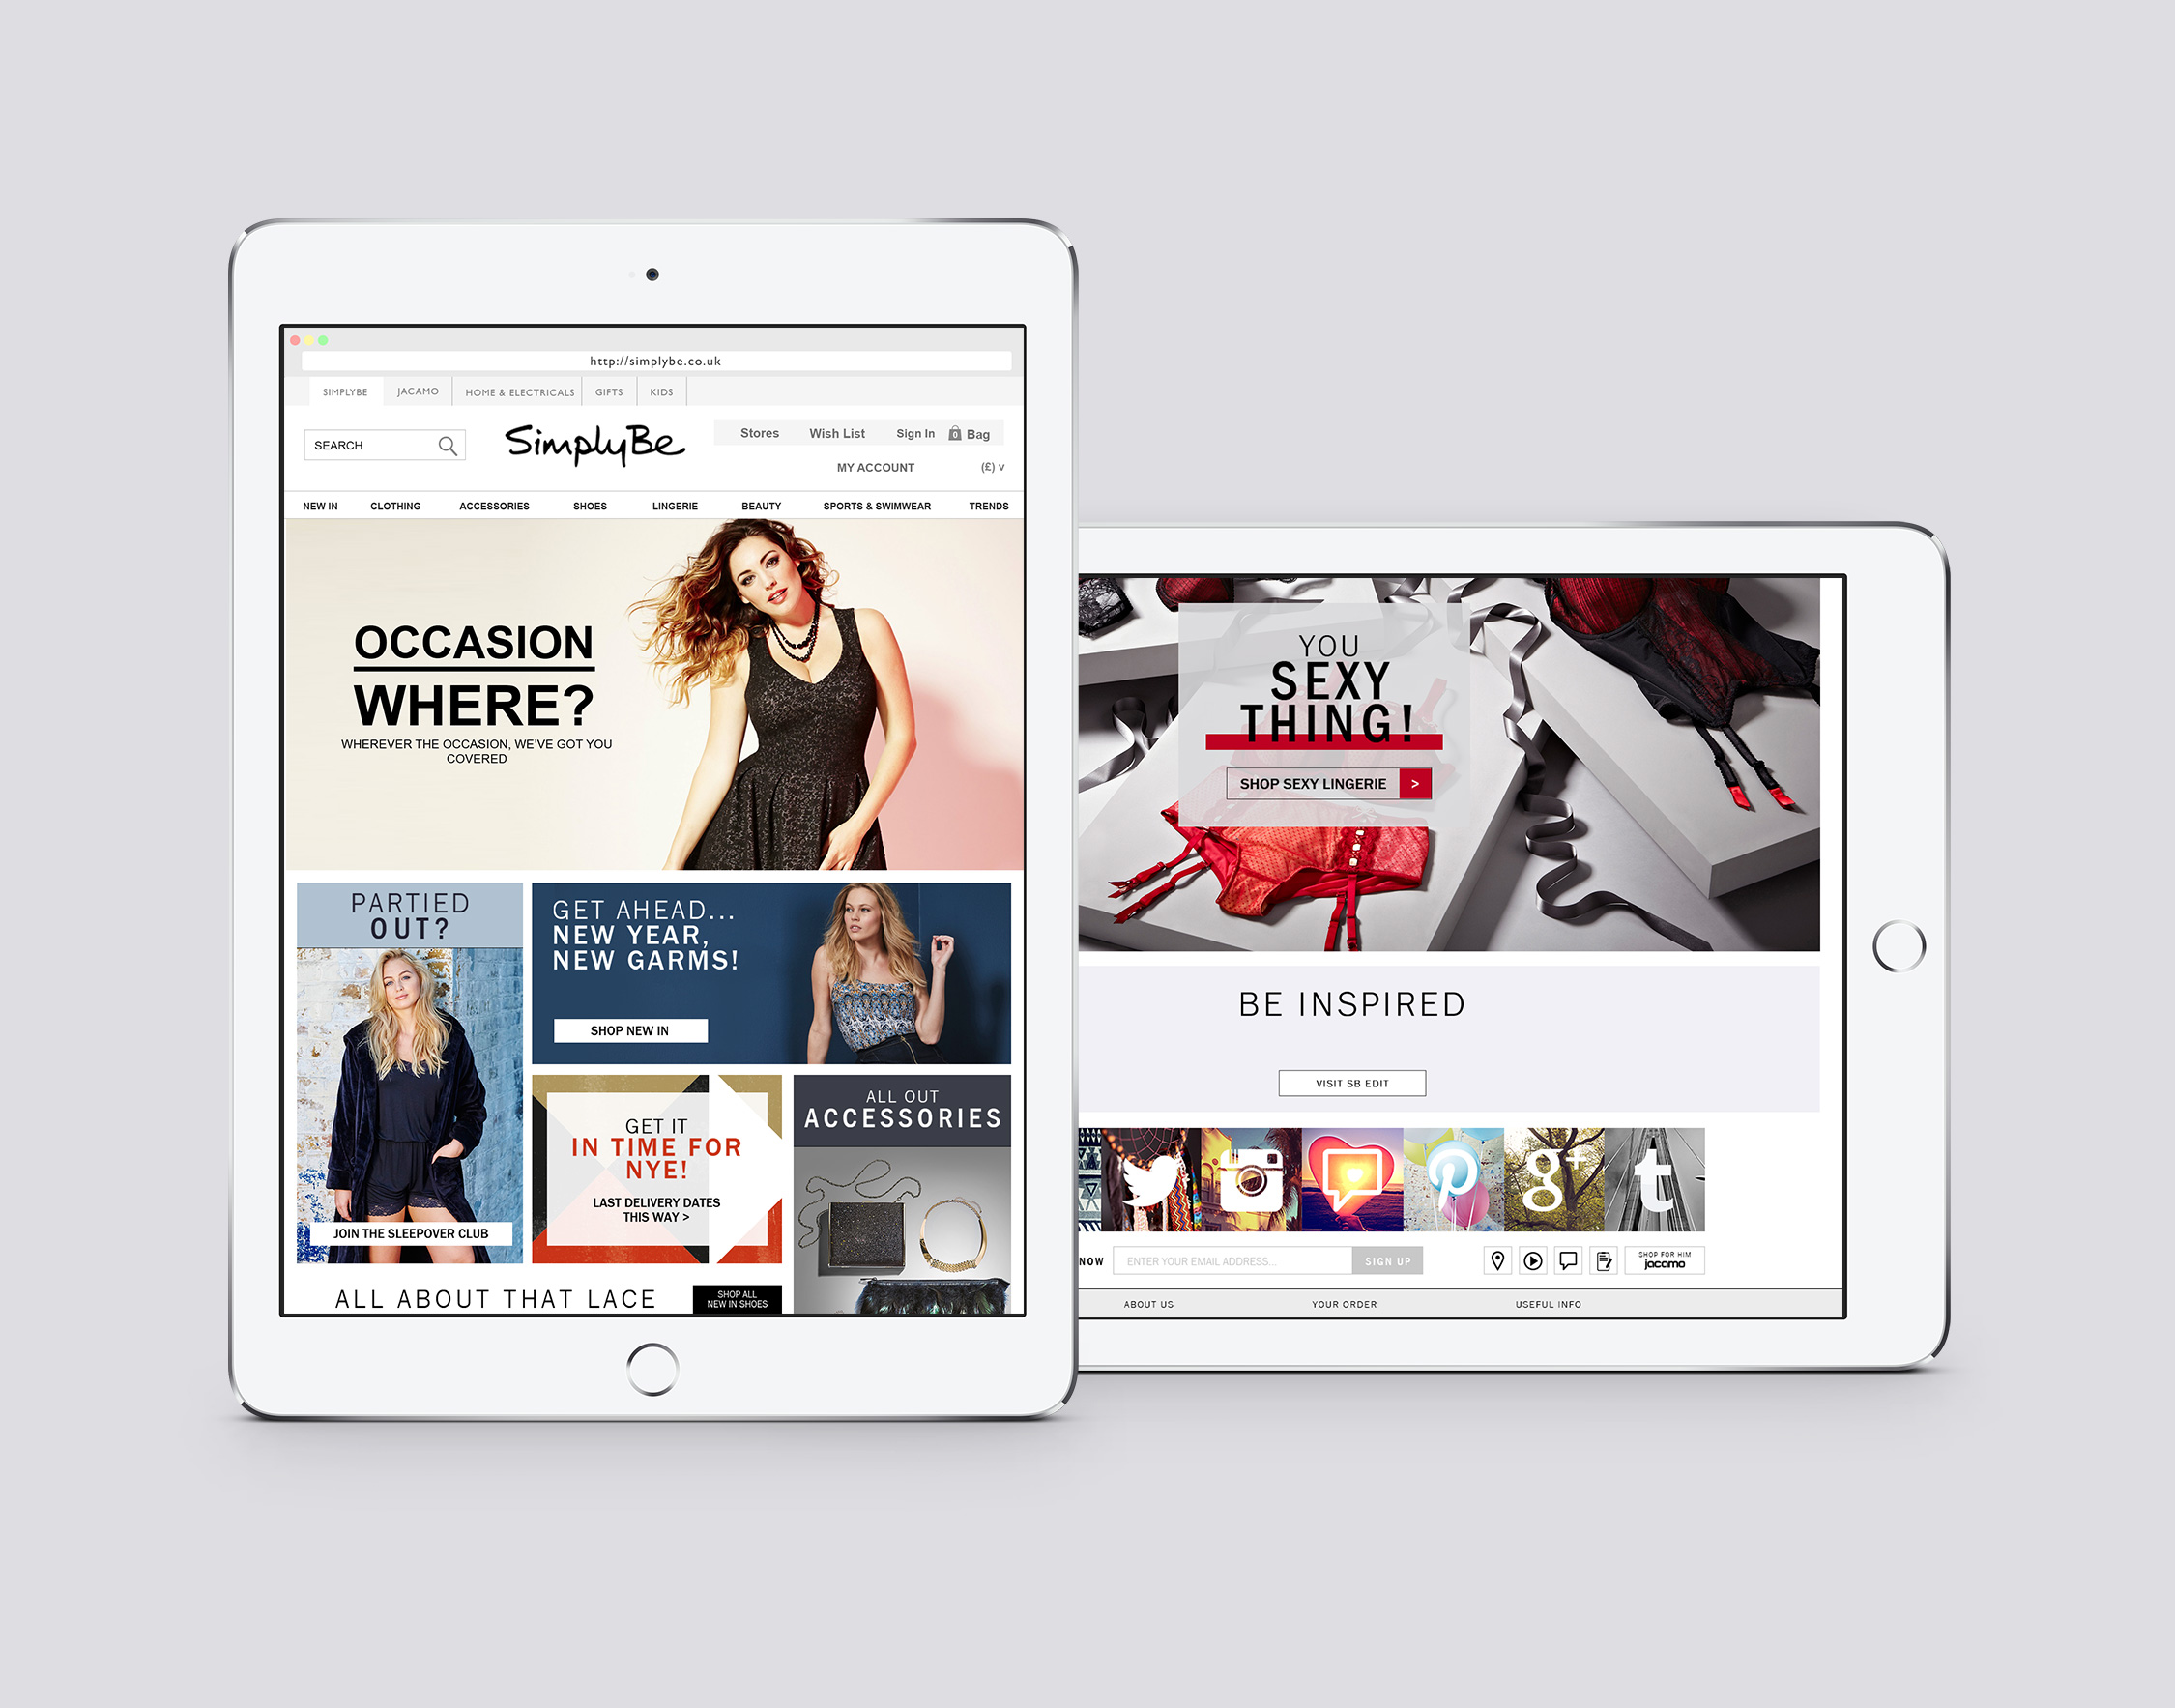 http://simplybe.co.uk
SIMPLYBE
JACAMO
HOME & ELECTRICALS
GIFTS
KIDS
SEARCH
SimplyBe
Stores
Wish List
Sign In
0
Bag
MY ACCOUNT
(£) v
NEW IN
CLOTHING
ACCESSORIES
SHOES
LINGERIE
BEAUTY
SPORTS & SWIMWEAR
TRENDS
OCCASION
WHERE?
WHEREVER THE OCCASION, WE'VE GOT YOU
COVERED
PARTIED
OUT?
JOIN THE SLEEPOVER CLUB
GET AHEAD...
NEW YEAR,
NEW GARMS!
SHOP NEW IN
GET IT
IN TIME FOR
NYE!
LAST DELIVERY DATES
THIS WAY >
ALL OUT
ACCESSORIES
ALL ABOUT THAT LACE
SHOP ALL
NEW IN SHOES
YOU
SEXY
THING!
SHOP SEXY LINGERIE >
BE INSPIRED
VISIT SB EDIT
g+
t
NOW
ENTER YOUR EMAIL ADDRESS...
SIGN UP
SHOP FOR HIM
jacamo
ABOUT US
YOUR ORDER
USEFUL INFO